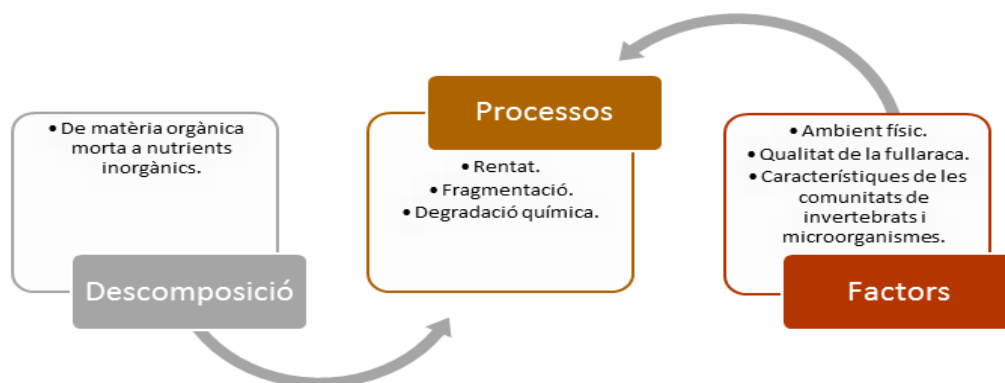 • De matèria orgànica
morta a nutrients
inorgànics.
Descomposició
Processos
• Rentat.
• Fragmentació.
• Degradació química.
• Ambient físic.
• Qualitat de la fullaraca.
• Característiques de les
comunitats de
invertebrats i
microorganismes.
Factors